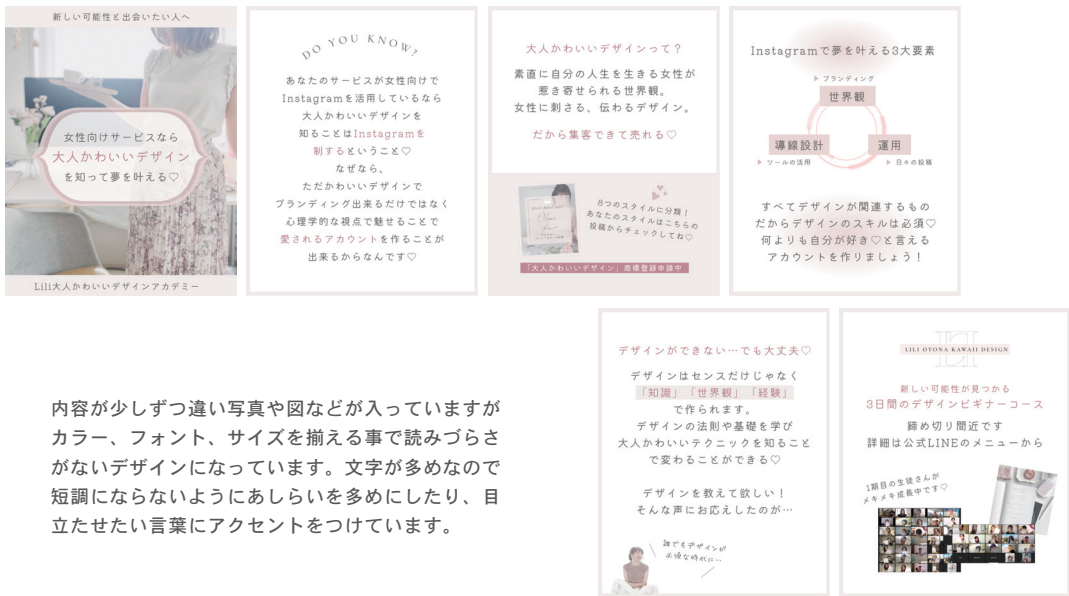 新しい可能性と出会いたい人へ
女性向けサービスなら
大人かわいいデザイン
を知って夢を叶える♡
Lili大人かわいいデザインアカデミー
DO YOU KNOW?
あなたのサービスが女性向けで
Instagramを活用しているなら
大人かわいいデザインを
知ることはInstagramを
制するということ♡
なぜなら、
ただかわいいデザインで
ブランディング出来るだけではなく
心理学的な視点で魅せることで
愛されるアカウントを作ることが
出来るからなんです♡
大人かわいいデザインって？
素直に自分の人生を生きる女性が
惹き寄せられる世界観。
女性に刺さる、伝わるデザイン。
だから集客できて売れる♡
8つのスタイルに分類！
あなたのスタイルはこちらの
投稿からチェックしてね♡
「大人かわいいデザイン」商標登録申請中
Instagramで夢を叶える3大要素
ブランディング
世界観
導線設計
ツールの活用
運用
日々の投稿
すべてデザインが関連するもの
だからデザインのスキルは必須♡
何よりも自分が好き♡と言える
アカウントを作りましょう！
内容が少しずつ違い写真や図などが入っていますが
カラー、フォント、サイズを揃える事で読みづらさ
がないデザインになっています。文字が多めなので
短調にならないようにあしらいを多めにしたり、目
立たせたい言葉にアクセントをつけています。
デザインができない…でも大丈夫♡
デザインはセンスだけじゃなく
「知識」「世界観」「経験」
で作られます。
デザインの法則や基礎を学び
大人かわいいテクニックを知ること
で変わることができる♡
デザインを教えて欲しい！
そんな声にお応えしたのが…
誰でもデザインが
必須な時代に…
LILI OTONA KAWAII DESIGN
新しい可能性が見つかる
3日間のデザインビギナーコース
締め切り間近です
詳細は公式LINEのメニューから
1期目の生徒さんが
メキメキ成長中です♡